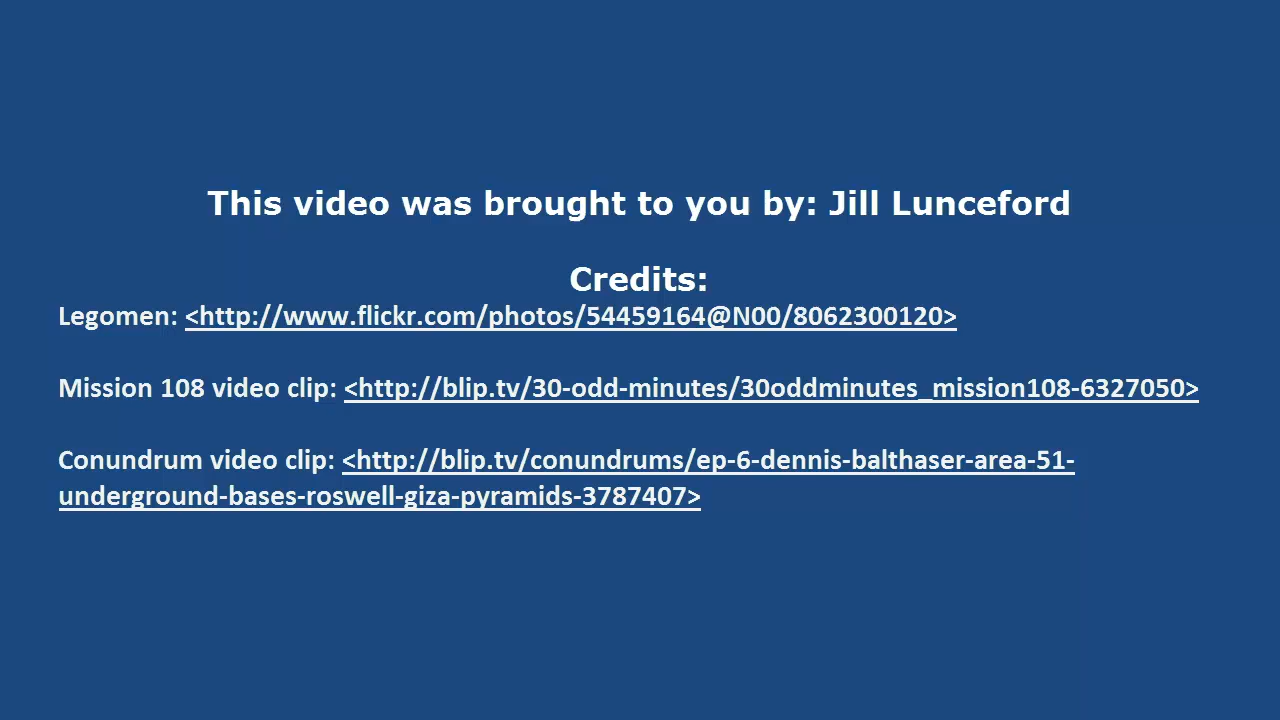 This video was brought to you by: Jill Lunceford
Credits:
Legomen: <http://www.flickr.com/photos/54459164@N00/8062300120>
Mission 108 video clip: <http://blip.tv/30-odd-minutes/30oddminutes_mission108-6327050>
Conundrum video clip: <http://blip.tv/conundrums/ep-6-dennis-balthaser-area-51-
underground-bases-roswell-giza-pyramids-3787407>